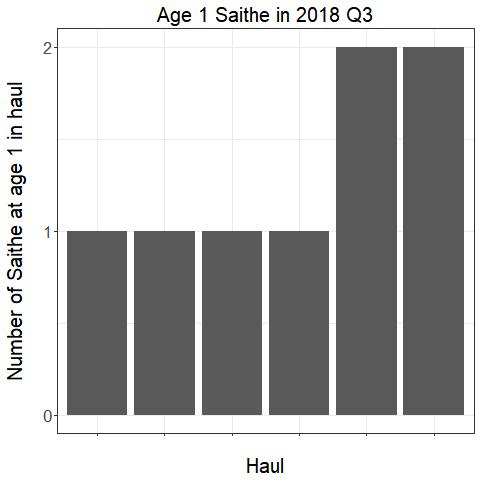 Age 1 Saithe in 2018 Q3
Number of Saithe at age 1 in haul
2
1
0
Haul